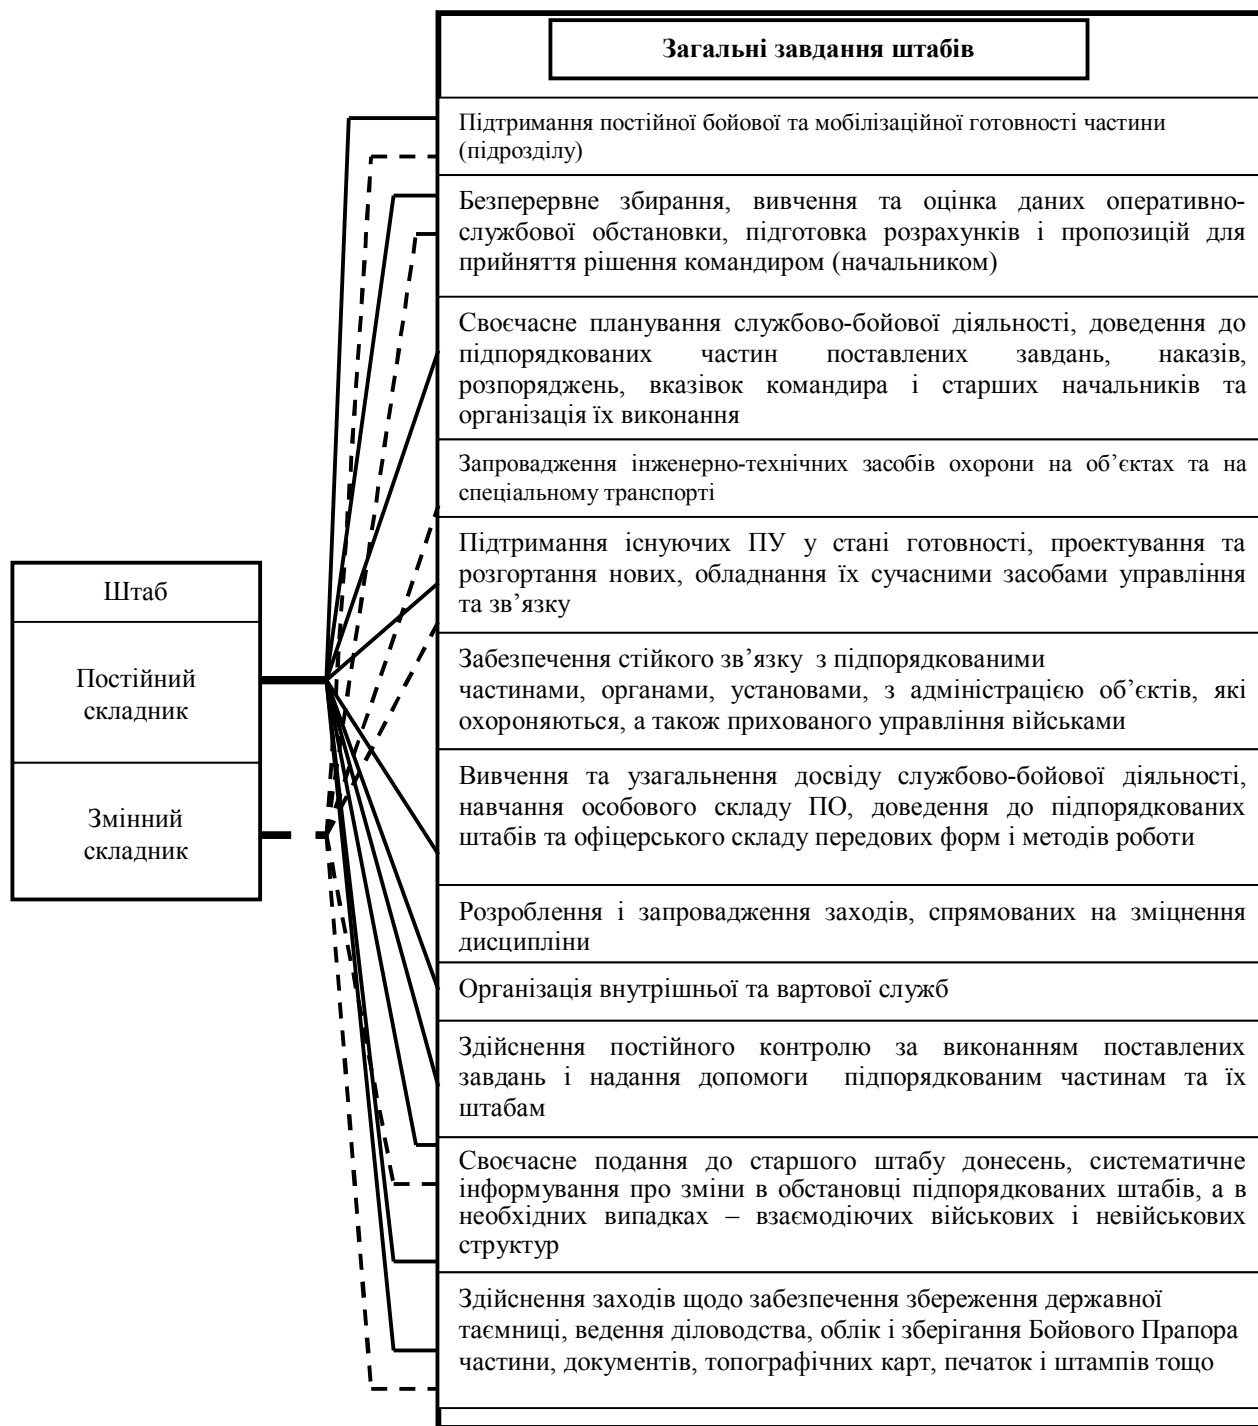 Загальні завдання штабів
Підтримання постійної бойової та мобілізаційної готовності частини
(підрозділу)
Безперервне збирання, вивчення та оцінка даних оперативно-
службової обстановки, підготовка розрахунків і пропозицій для
прийняття рішення командиром (начальником)
Своєчасне планування службово-бойової діяльності, доведення до
підпорядкованих частин поставлених завдань, наказів,
розпоряджень, вказівок командира і старших начальників та
організація їх виконання
Запровадження інженерно-технічних засобів охорони на об’єктах та на
спеціальному транспорті
Підтримання існуючих ПУ у стані готовності, проектування та
розгортання нових, обладнання їх сучасними засобами управління
та зв’язку
Забезпечення стійкого зв’язку з підпорядкованими
частинами, органами, установами, з адміністрацією об’єктів, які
охороняються, а також прихованого управління військами
Вивчення та узагальнення досвіду службово-бойової діяльності,
навчання особового складу ПО, доведення до підпорядкованих
штабів та офіцерського складу передових форм і методів роботи
Розроблення і запровадження заходів, спрямованих на зміцнення
дисципліни
Організація внутрішньої та вартової служб
Здійснення постійного контролю за виконанням поставлених
завдань і надання допомоги підпорядкованим частинам та їх
штабам
Своєчасне подання до старшого штабу донесень, систематичне
інформування про зміни в обстановці підпорядкованих штабів, а в
необхідних випадках – взаємодіючих військових і невійськових
структур
Здійснення заходів щодо забезпечення збереження державної
таємниці, ведення діловодства, облік і зберігання Бойового Прапора
частини, документів, топографічних карт, печаток і штампів тощо
Штаб
Постійний
складник
Змінний
складник